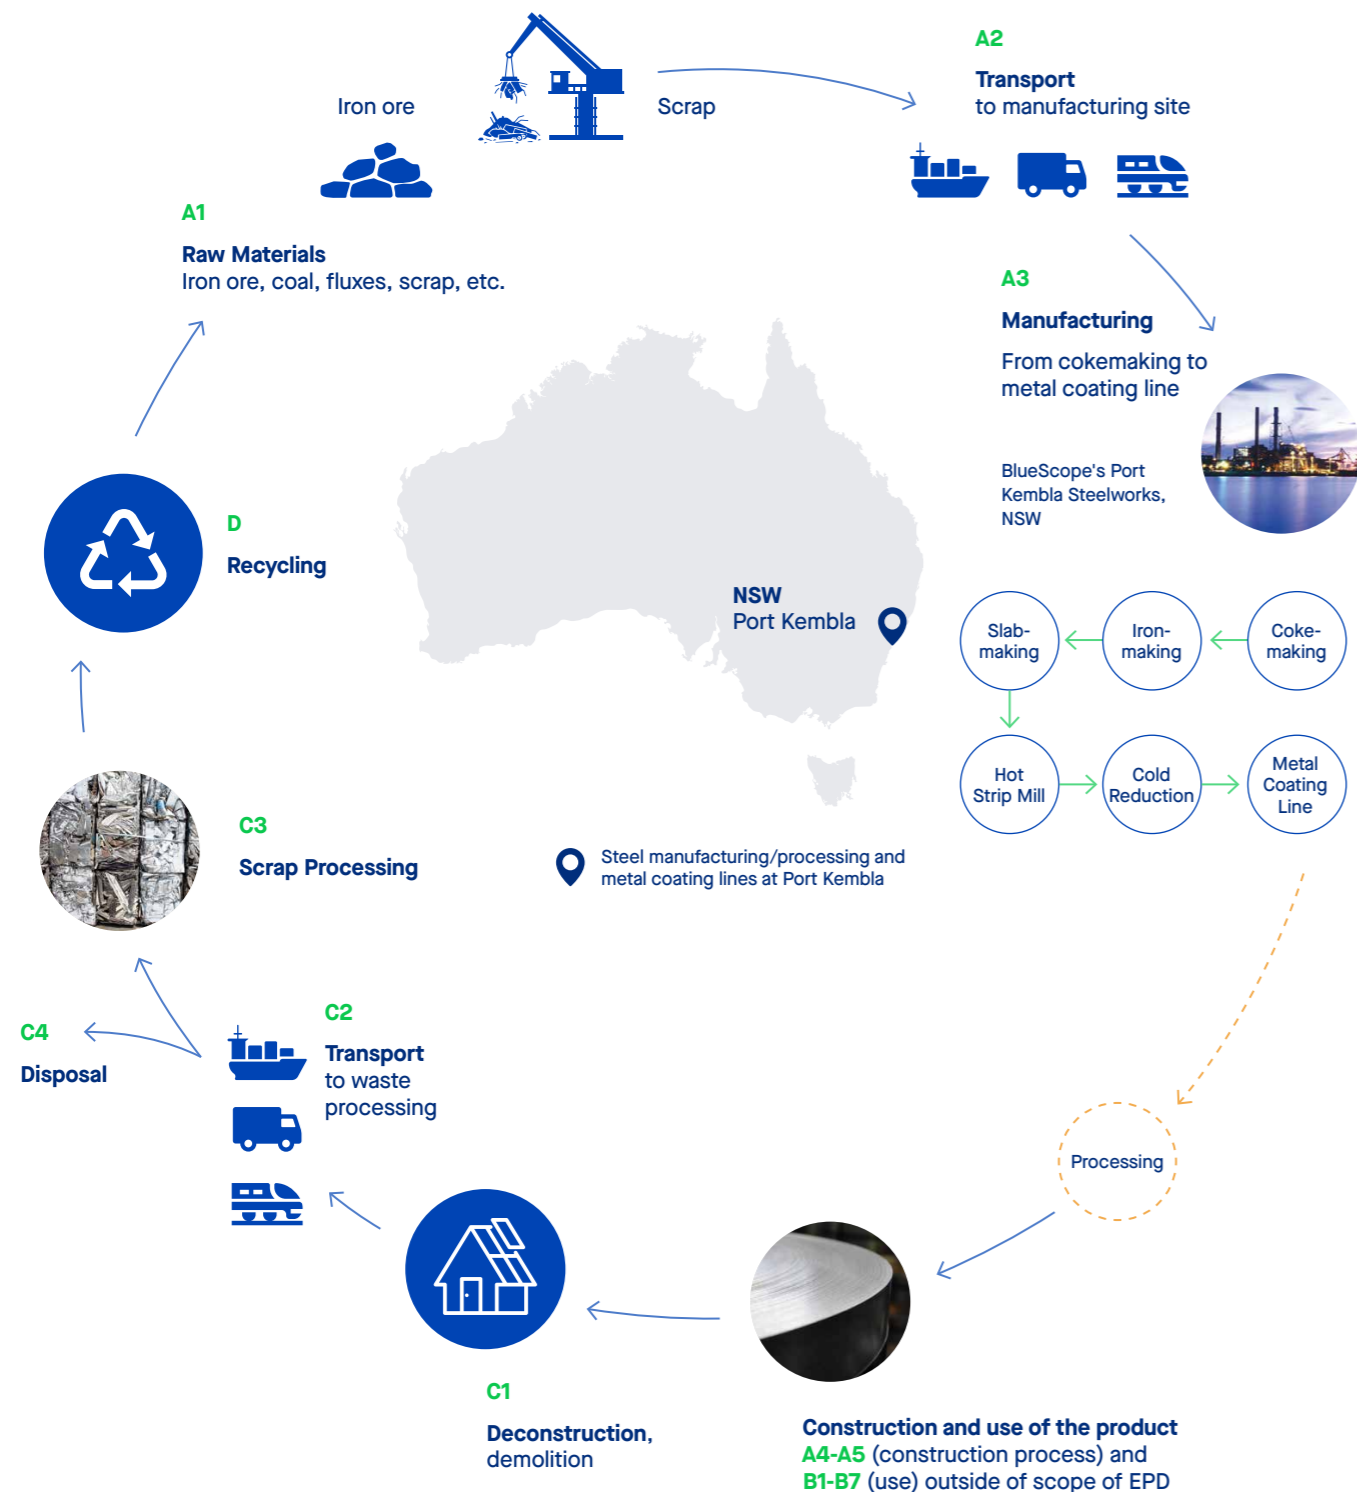 Iron ore
Scrap
A1
Raw Materials
Iron ore, coal, fluxes, scrap, etc.
A2
Transport
to manufacturing site
A3
Manufacturing
From cokemaking to
metal coating line
BlueScope's Port
Kembla Steelworks,
NSW
Coke-
making
Iron-
making
Slab-
making
Hot
Strip Mill
Cold
Reduction
Metal
Coating
Line
NSW
Port Kembla
Steel manufacturing/processing and
metal coating lines at Port Kembla
Processing
Construction and use of the product
A4-A5 (construction process) and
B1-B7 (use) outside of scope of EPD
C1
Deconstruction,
demolition
C2
Transport
to waste
processing
C4
Disposal
C3
Scrap Processing
D
Recycling